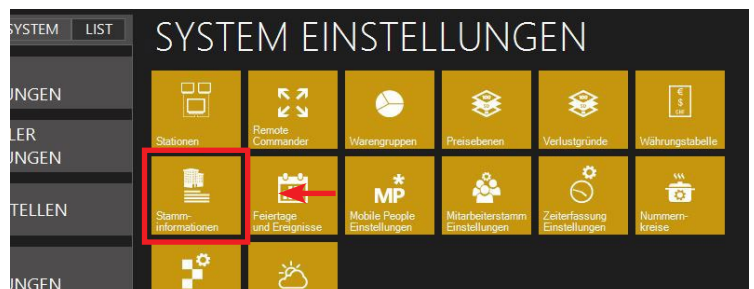 SYSTEM LIST
SYSTEM EINSTELLUNGEN
UNGEN
LER
UNGEN
TELLEN
UNGEN
€
$
CHF
Stationen
Remote
Commander
Warengruppen
Preisebenen
Verlustgründe
Währungstabelle
Stamm-
informationen
Feiertage
und Ereignisse
MP*
Mobile People
Einstellungen
Mitarbeiterstamm
Einstellungen
Zeiterfassung
Einstellungen
Nummern-
kreise